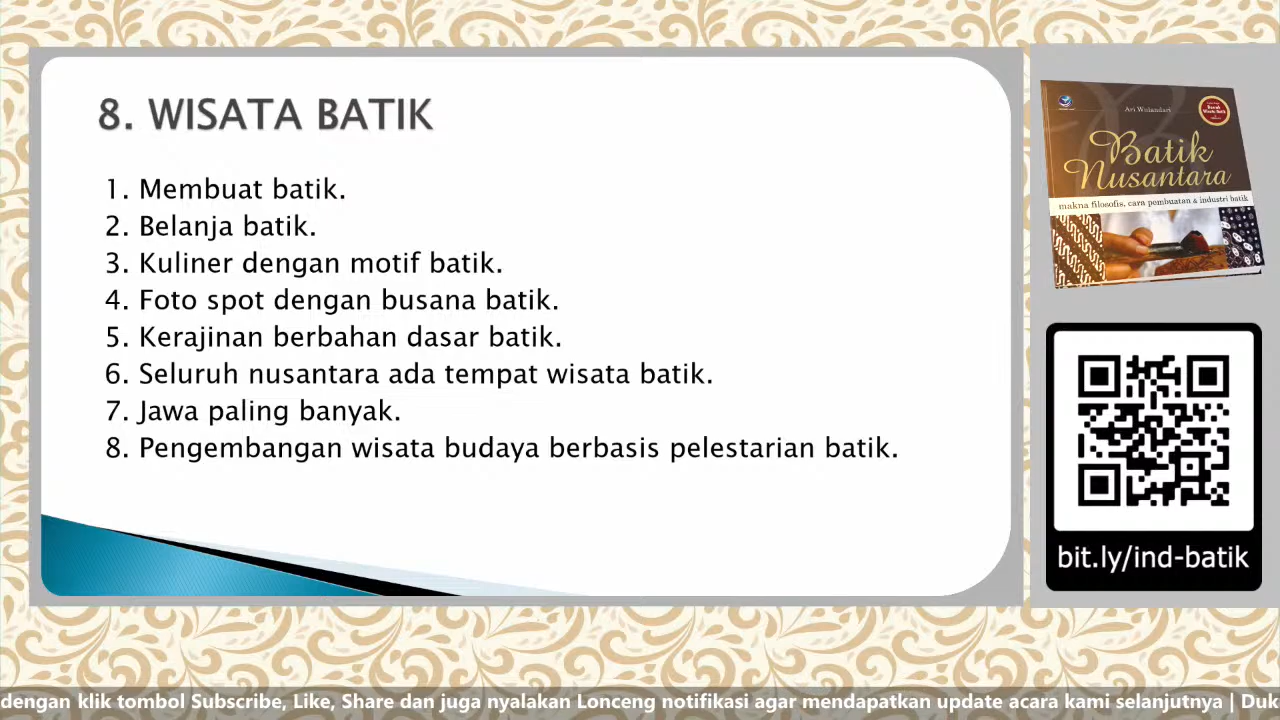 8. WISATA BATIK
1. Membuat batik.
2. Belanja batik.
3. Kuliner dengan motif batik.
4. Foto spot dengan busana batik.
5. Kerajinan berbahan dasar batik.
6. Seluruh nusantara ada tempat wisata batik.
7. Jawa paling banyak.
8. Pengembangan wisata budaya berbasis pelestarian batik.
Ari Wulandari
Batik
Nusantara
makna filosofis, cara pembuatan & industri batik
bit.ly/ind-batik
dengan klik tombol Subscribe, Like, Share dan juga nyalakan Lonceng notifikasi agar mendapatkan update acara kami selanjutnya | Duk